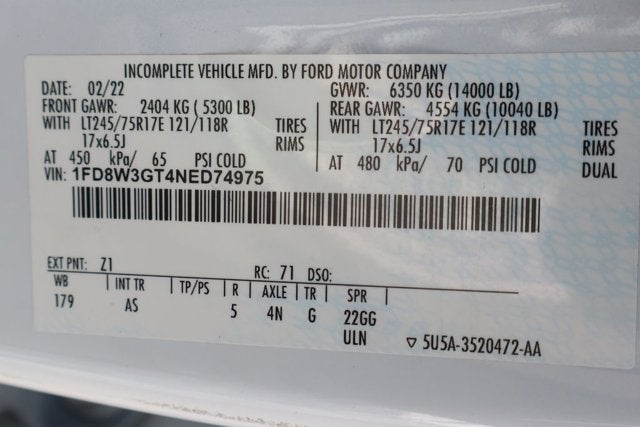 INCOMPLETE VEHICLE MFD. BY FORD MOTOR COMPANY
DATE: 02/22 GVWR: 6350 KG (14000 LB)
FRONT GAWR: 2404 KG ( 5300 LB) REAR GAWR: 4554 KG (10040 LB)
WITH LT245/75R17E 121/118R TIRES WITH LT245/75R17E 121/118R TIRES
17x6.5J RIMS 17x6.5J RIMS
AT 450 kPa/ 65 PSI COLD AT 480 kPa/ 70 PSI COLD DUAL
VIN: 1FD8W3GT4NED74975
EXT PNT: Z1 RC: 71 DSO:
WB INT TR TP/PS R AXLE TR SPR
179 AS 5 4N G 22GG
ULN ▽ 5U5A-3520472-AA